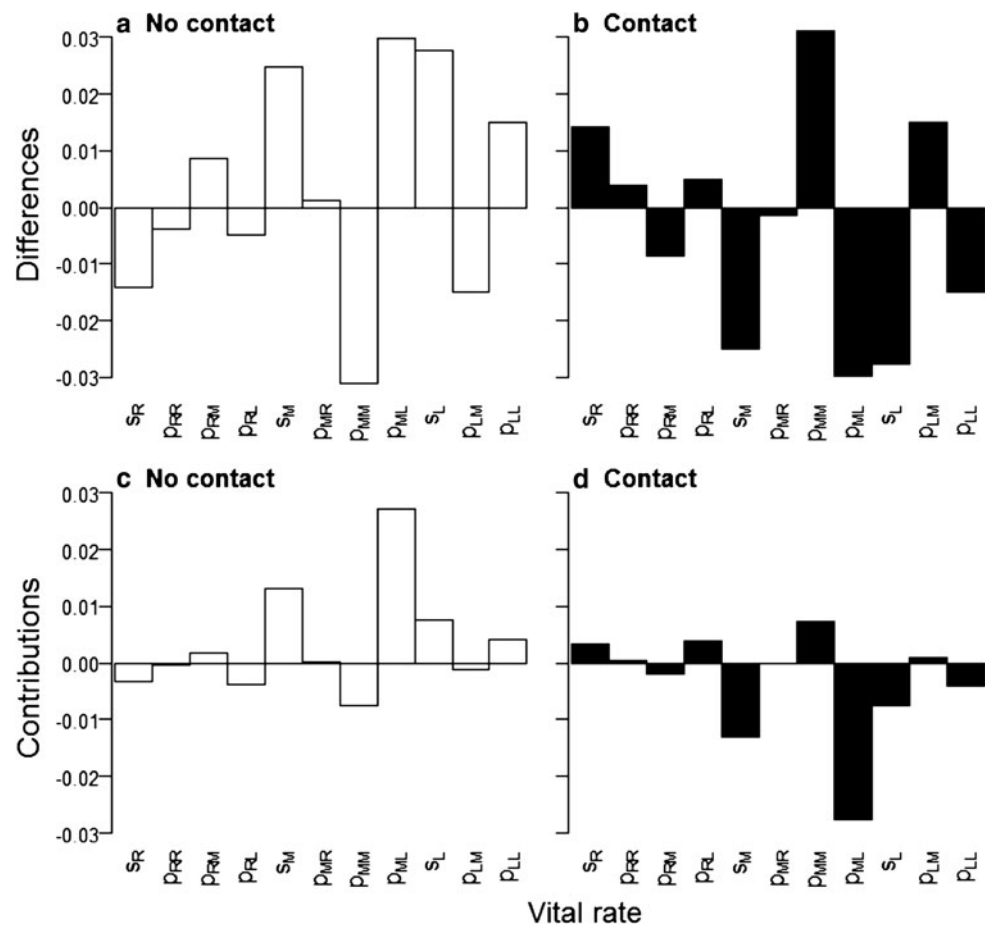 a No contact
b Contact
0.03
0.02
0.01
0.00
-0.01
-0.02
-0.03
Differences
sR pRR pRM pRL sM pMR pMM pML sL pLM pLL
sR pRR pRM pRL sM pMR pMM pML sL pLM pLL
c No contact
d Contact
0.03
0.02
0.01
0.00
-0.01
-0.02
-0.03
Contributions
sR pRR pRM pRL sM pMR pMM pML sL pLM pLL
sR pRR pRM pRL sM pMR pMM pML sL pLM pLL
Vital rate